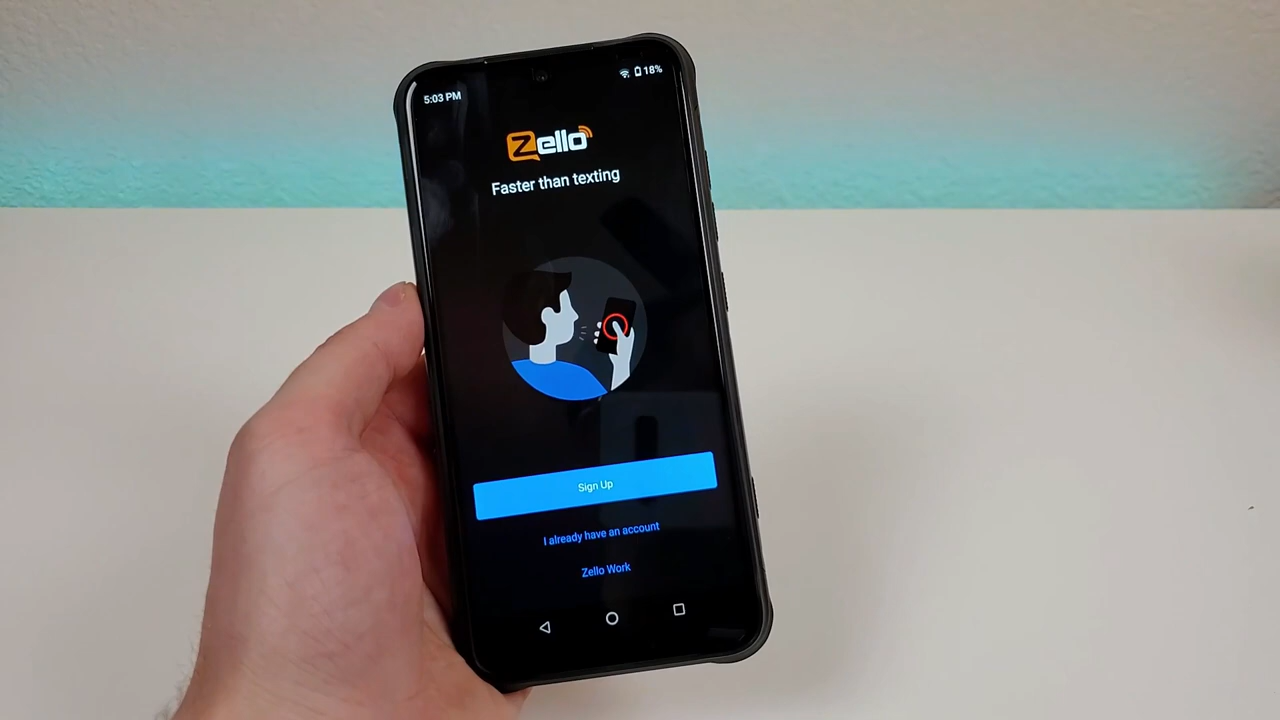 5:03 PM
18%
Zello
Faster than texting
Sign Up
I already have an account
Zello Work